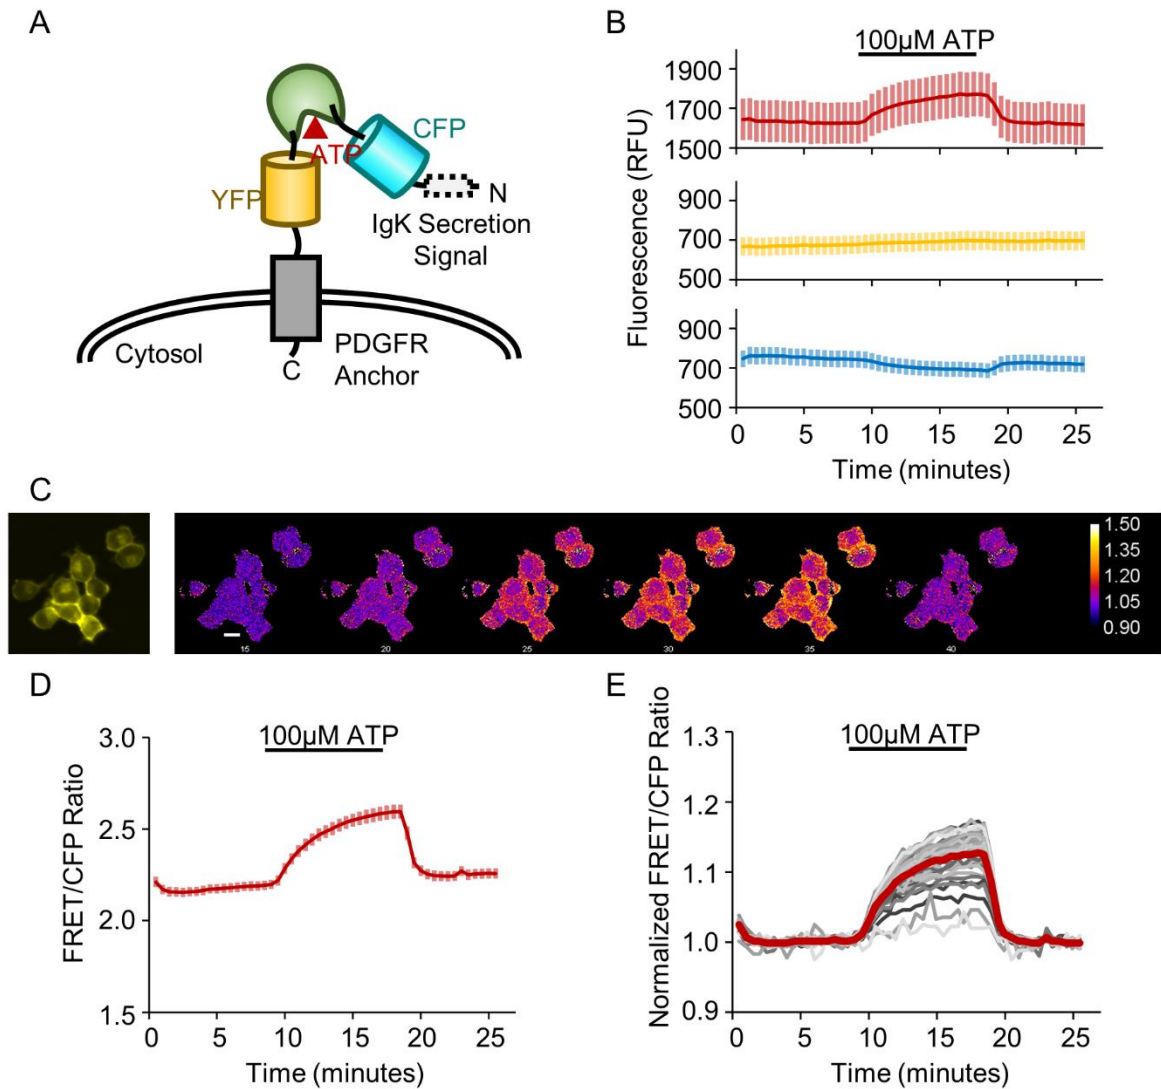 A
YFP
ATP
CFP
N
IgK Secretion
Signal
Cytosol
C
PDGFR
Anchor
B
100µM ATP
Fluorescence (RFU)
1900
1700
1500
900
700
500
900
700
500
0 5 10 15 20 25
Time (minutes)
C
15 20 25 30 35 40
1.50
1.35
1.20
1.05
0.90
D
100µM ATP
FRET/CFP Ratio
3.0
2.5
2.0
1.5
0 5 10 15 20 25
Time (minutes)
E
100µM ATP
Normalized FRET/CFP Ratio
1.3
1.2
1.1
1.0
0.9
0 5 10 15 20 25
Time (minutes)